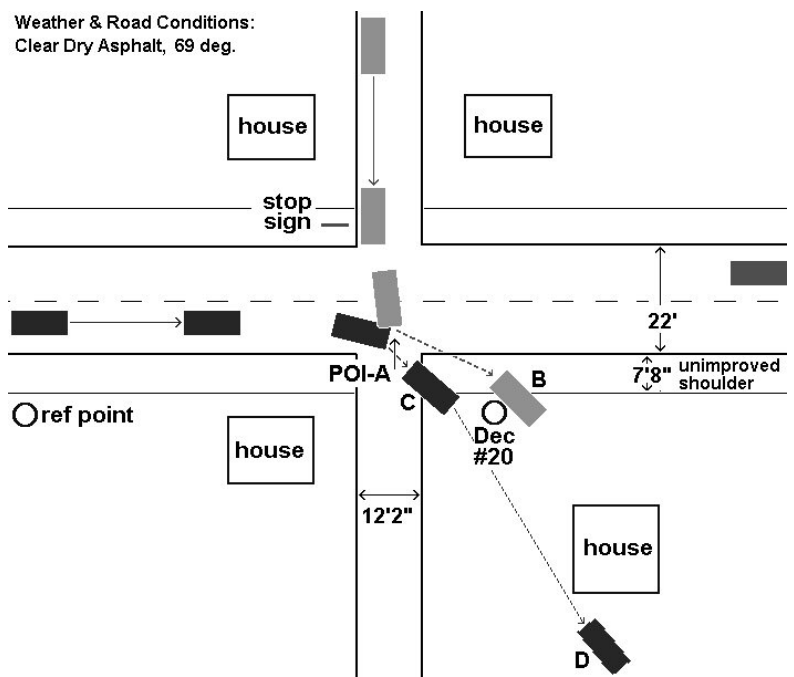 Weather & Road Conditions:
Clear Dry Asphalt, 69 deg.
house
house
stop
sign
22'
POI-A
C
B
7'8"
unimproved
shoulder
ref point
Dec
#20
house
12'2"
house
D